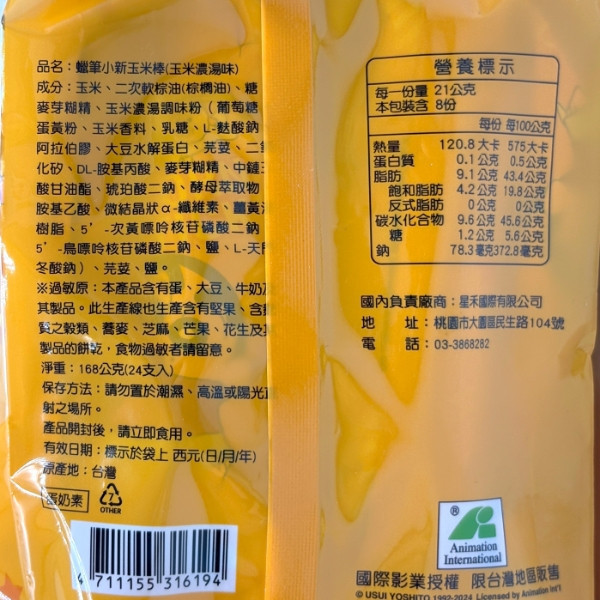 品名：蠟筆小新玉米棒(玉米濃湯味)
成分：玉米、二次軟棕油(棕櫚油)、糖
麥芽糊精、玉米濃湯調味粉（葡萄糖
蛋黃粉、玉米香料、乳糖、L-麩酸鈉
阿拉伯膠、大豆水解蛋白、芫荽、二
化矽、DL-胺基丙酸、麥芽糊精、中鏈
酸甘油酯、琥珀酸二鈉、酵母萃取物
胺基乙酸、微結晶狀α-纖維素、薑黃
樹脂、5’-次黃嘌呤核苷磷酸二鈉
5’-鳥嘌呤核苷磷酸二鈉、鹽、L-天
冬酸鈉)、芫荽、鹽。
※過敏原：本產品含有蛋、大豆、牛奶及
其製品。此生產線也生產含有堅果、含麩
質之穀類、蕎麥、芝麻、芒果、花生及其
製品的餅乾，食物過敏者請留意。
淨重：168公克(24支入)
保存方法：請勿置於潮濕、高溫或陽光直
射之場所。
產品開封後，請立即食用。
有效日期：標示於袋上 西元(日/月/年)
原產地：台灣
蛋奶素
7
OTHER
4 711155 316194
營養標示
每一份量 21公克
本包裝含 8份
每份 每100公克
熱量 120.8大卡 575大卡
蛋白質 0.1公克 0.5公克
脂肪 9.1公克 43.4公克
飽和脂肪 4.2公克 19.8公克
反式脂肪 0公克 0公克
碳水化合物 9.6公克 45.6公克
糖 1.2公克 5.6公克
鈉 78.3毫克 372.8毫克
國內負責廠商：星禾國際有限公司
地 址：桃園市大園區民生路104號
電 話：03-3868282
®
Animation
International
國際影業授權 限台灣地區販售
© USUI YOSHITO 1992-2024 Licensed by Animation Int'l